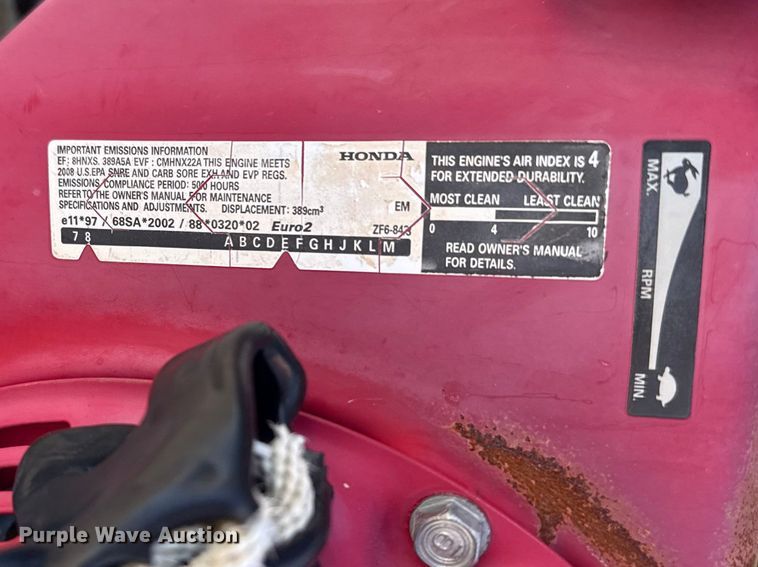 IMPORTANT EMISSIONS INFORMATION
EF: 8HNXS. 389A5A EVF : CMHNX22A THIS ENGINE MEETS
2008 U.S.EPA SNRE AND CARB SORE EXH AND EVP REGS.
EMISSIONS COMPLIANCE PERIOD: 500 HOURS
REFER TO THE OWNER'S MANUAL FOR MAINTENANCE
SPECIFICATIONS AND ADJUSTMENTS. DISPLACEMENT: 389cm³
e11*97 / 68SA*2002 / 88*0320*02 Euro2
7 8 A B C D E F G H J K L M
HONDA
EM
ZF6-843
THIS ENGINE'S AIR INDEX IS 4
FOR EXTENDED DURABILITY.
MOST CLEAN LEAST CLEAN
0 4 10
READ OWNER'S MANUAL
FOR DETAILS.
MAX.
RPM
MIN.
Purple Wave Auction